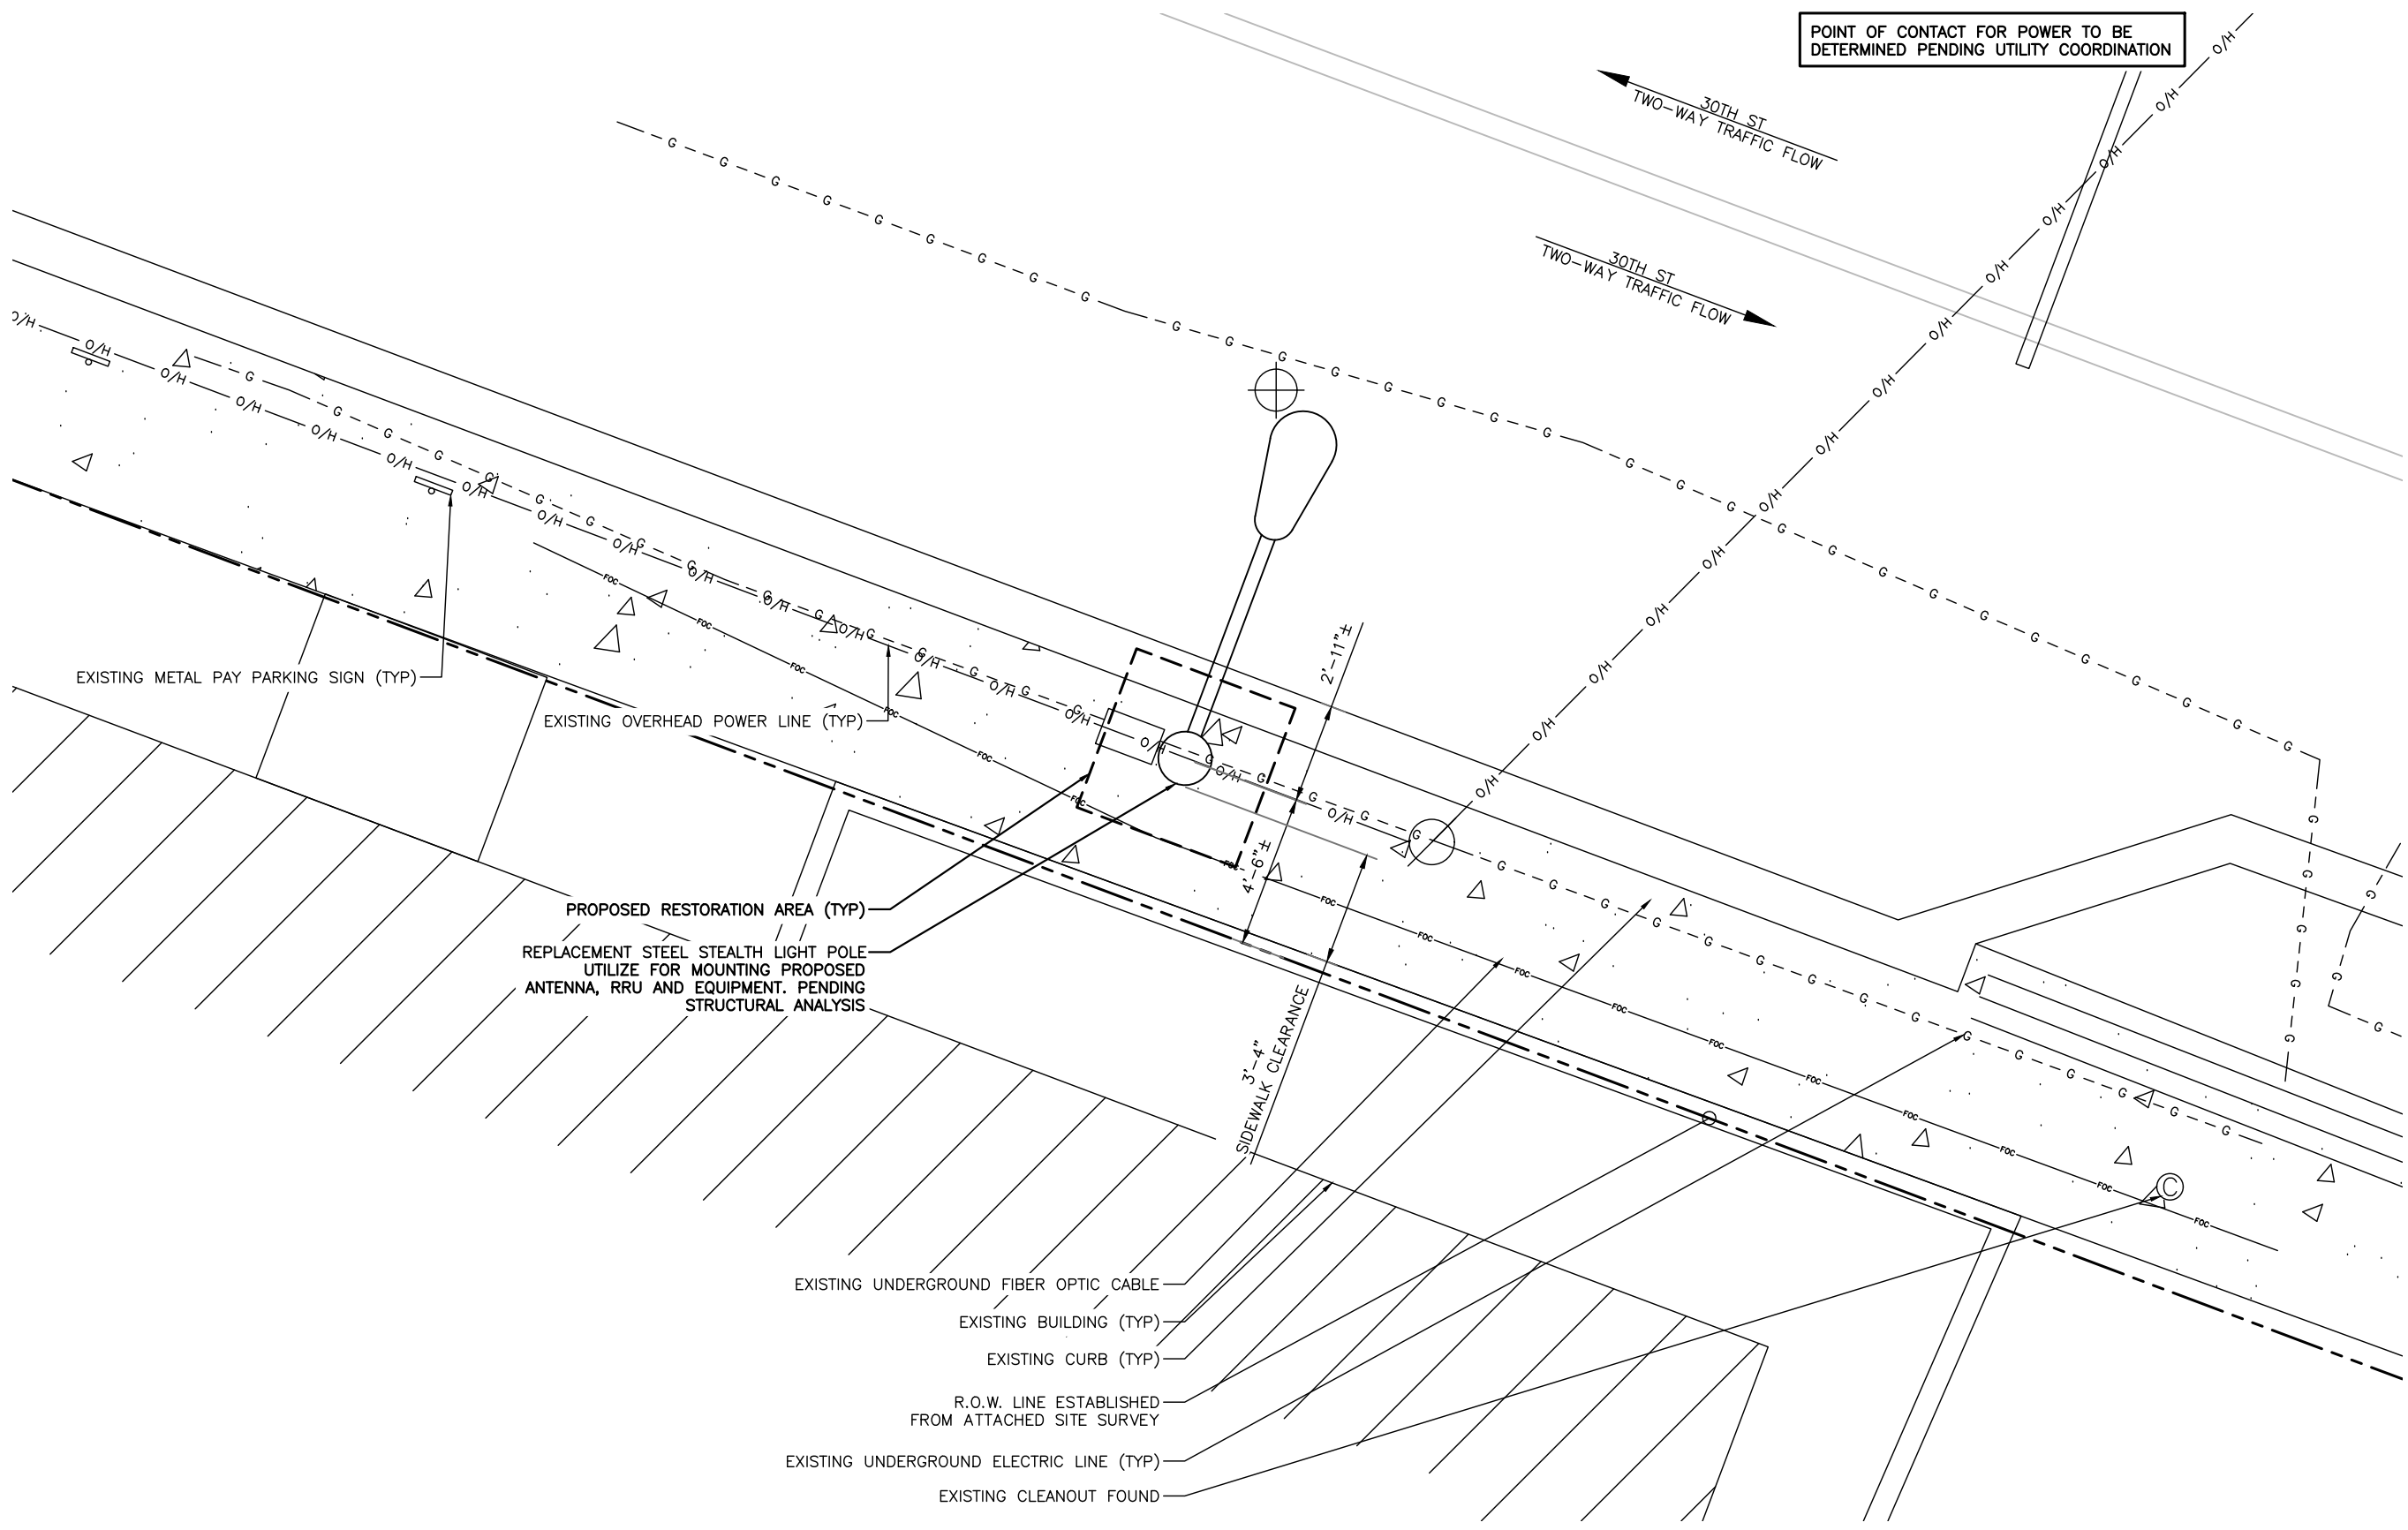 POINT OF CONTACT FOR POWER TO BE
DETERMINED PENDING UTILITY COORDINATION
30TH ST
TWO-WAY TRAFFIC FLOW
30TH ST
TWO-WAY TRAFFIC FLOW
EXISTING METAL PAY PARKING SIGN (TYP)
EXISTING OVERHEAD POWER LINE (TYP)
2'-11"±
4'-6"±
PROPOSED RESTORATION AREA (TYP)
REPLACEMENT STEEL STEALTH LIGHT POLE
UTILIZE FOR MOUNTING PROPOSED
ANTENNA, RRU AND EQUIPMENT. PENDING
STRUCTURAL ANALYSIS
3'-4"
SIDEWALK CLEARANCE
EXISTING UNDERGROUND FIBER OPTIC CABLE
EXISTING BUILDING (TYP)
EXISTING CURB (TYP)
R.O.W. LINE ESTABLISHED
FROM ATTACHED SITE SURVEY
EXISTING UNDERGROUND ELECTRIC LINE (TYP)
EXISTING CLEANOUT FOUND
G
O/H
FOC
C